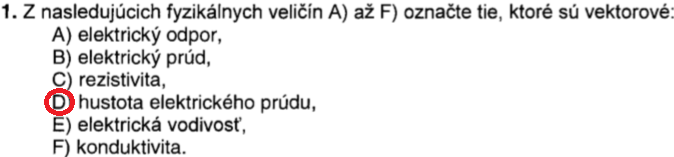 1. Z nasledujúcich fyzikálnych veličín A) až F) označte tie, ktoré sú vektorové:
A) elektrický odpor,
B) elektrický prúd,
C) rezistivita,
D) hustota elektrického prúdu,
E) elektrická vodivosť,
F) konduktivita.